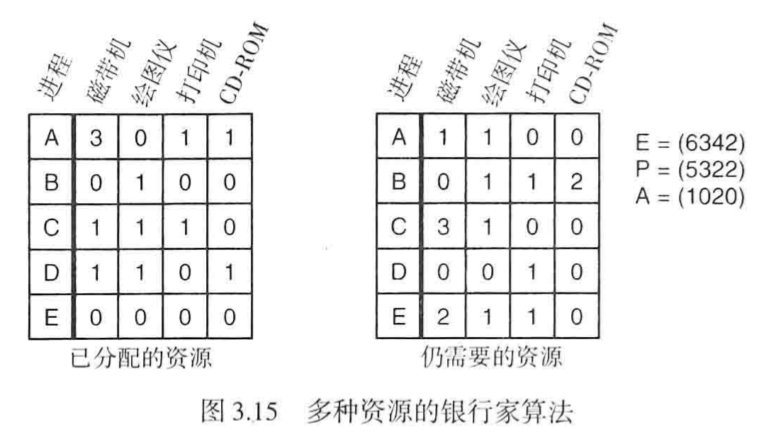 进程 磁带机 绘图仪 打印机 CD-ROM
A 3 0 1 1
B 0 1 0 0
C 1 1 1 0
D 1 1 0 1
E 0 0 0 0
已分配的资源
进程 磁带机 绘图仪 打印机 CD-ROM
A 1 1 0 0
B 0 1 1 2
C 3 1 0 0
D 0 0 1 0
E 2 1 1 0
仍需要的资源
E = (6342)
P = (5322)
A = (1020)
图 3.15 多种资源的银行家算法